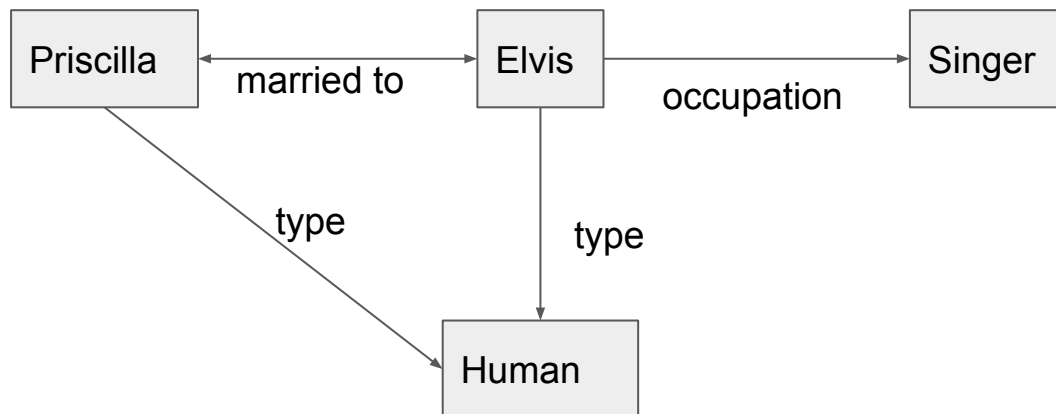 Priscilla
married to
Elvis
occupation
Singer
type
type
Human